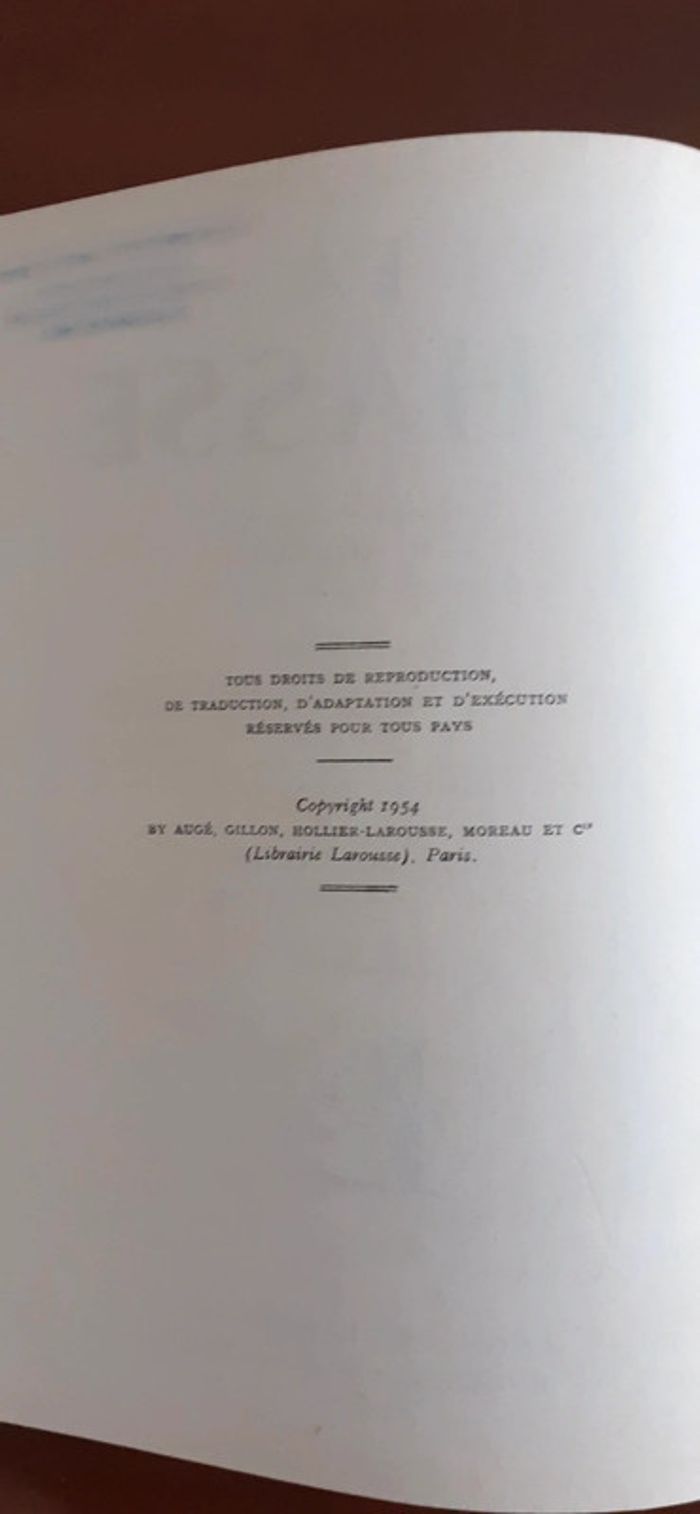 TOUS DROITS DE REPRODUCTION,
DE TRADUCTION, D'ADAPTATION ET D'EXÉCUTION
RÉSERVÉS POUR TOUS PAYS
Copyright 1954
BY AUGÉ, GILLON, HOLLIER-LAROUSSE, MOREAU ET Cie
(Librairie Larousse), Paris.